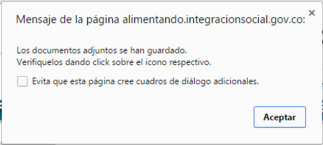 Mensaje de la página alimentando.integracionsocial.gov.co:
Los documentos adjuntos se han guardado.
Verifiquelos dando click sobre el icono respectivo.
Evita que esta página cree cuadros de diálogo adicionales.
Aceptar